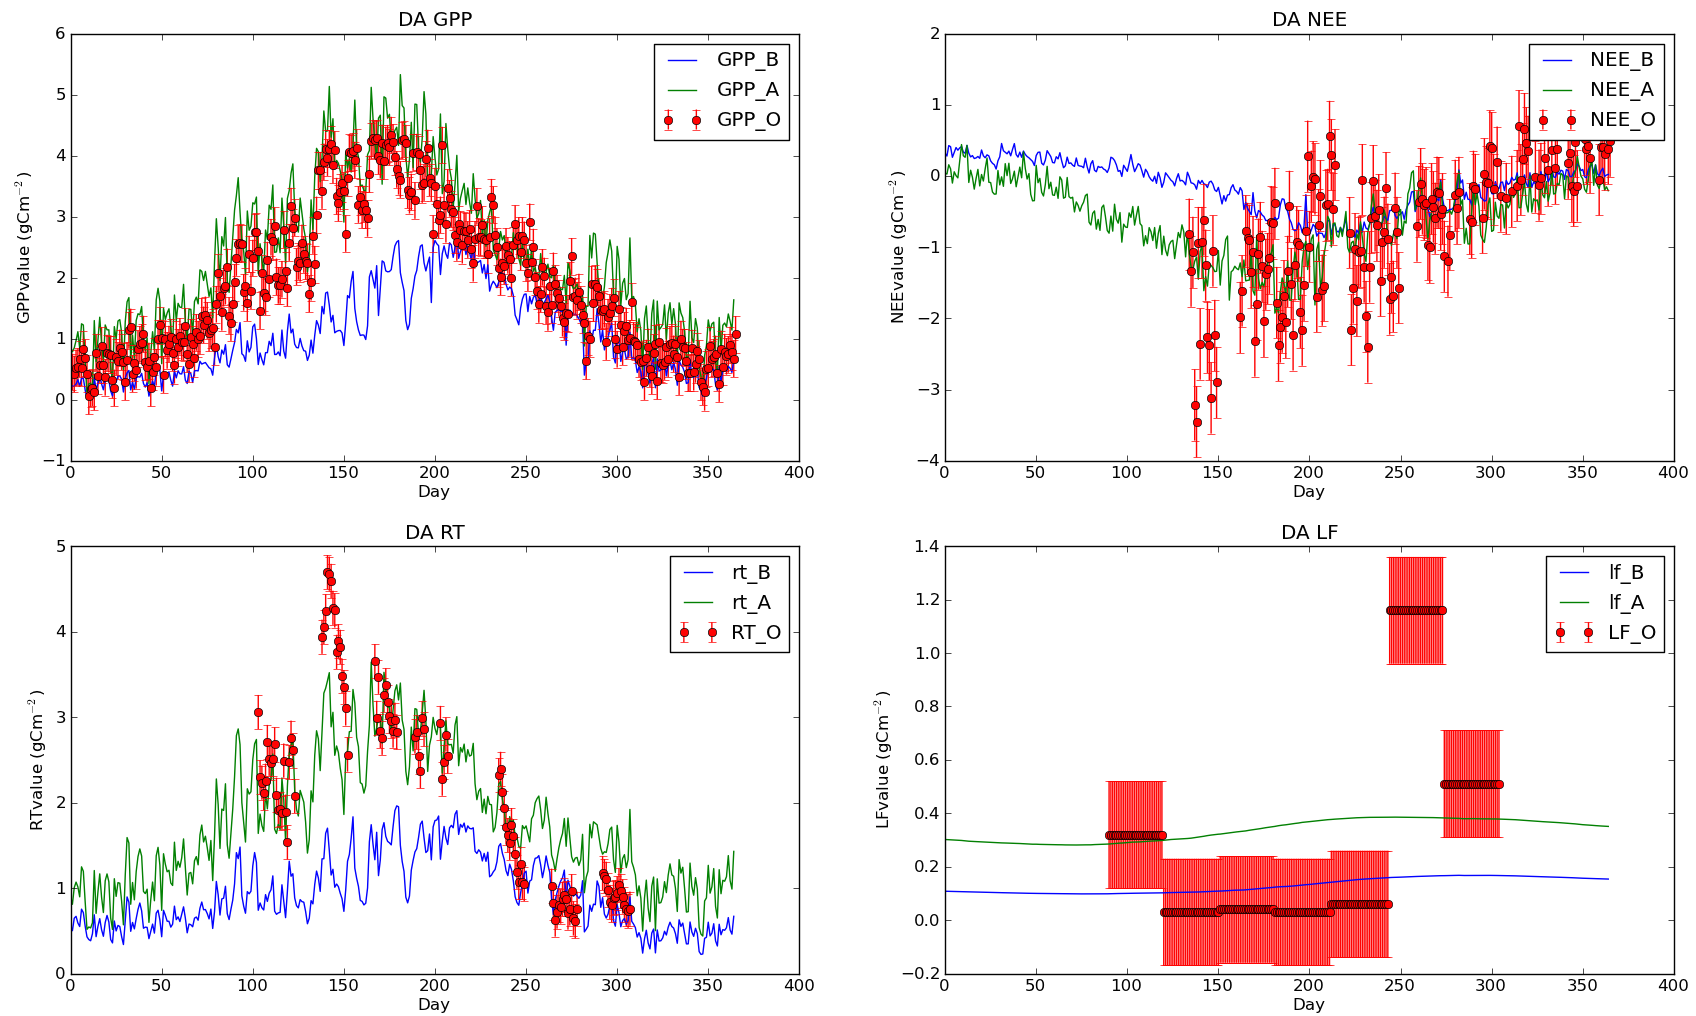 DA GPP
GPPvalue (gCm⁻²)
6
5
4
3
2
1
0
−1
0 50 100 150 200 250 300 350 400
Day
GPP_B
GPP_A
GPP_O
DA NEE
NEEvalue (gCm⁻²)
2
1
0
−1
−2
−3
−4
0 50 100 150 200 250 300 350 400
Day
NEE_B
NEE_A
NEE_O
DA RT
RTvalue (gCm⁻²)
5
4
3
2
1
0
0 50 100 150 200 250 300 350 400
Day
rt_B
rt_A
RT_O
DA LF
LFvalue (gCm⁻²)
1.4
1.2
1.0
0.8
0.6
0.4
0.2
0.0
−0.2
0 50 100 150 200 250 300 350 400
Day
lf_B
lf_A
LF_O